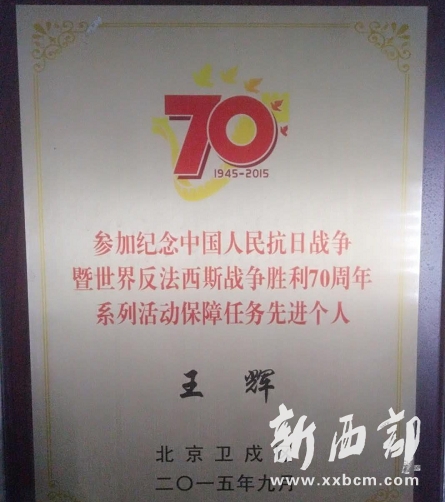 70
1945-2015
参加纪念中国人民抗日战争
暨世界反法西斯战争胜利70周年
系列活动保障任务先进个人
王 辉
北京卫戍
二〇一五年九月
新西部
www.xxbcm.com